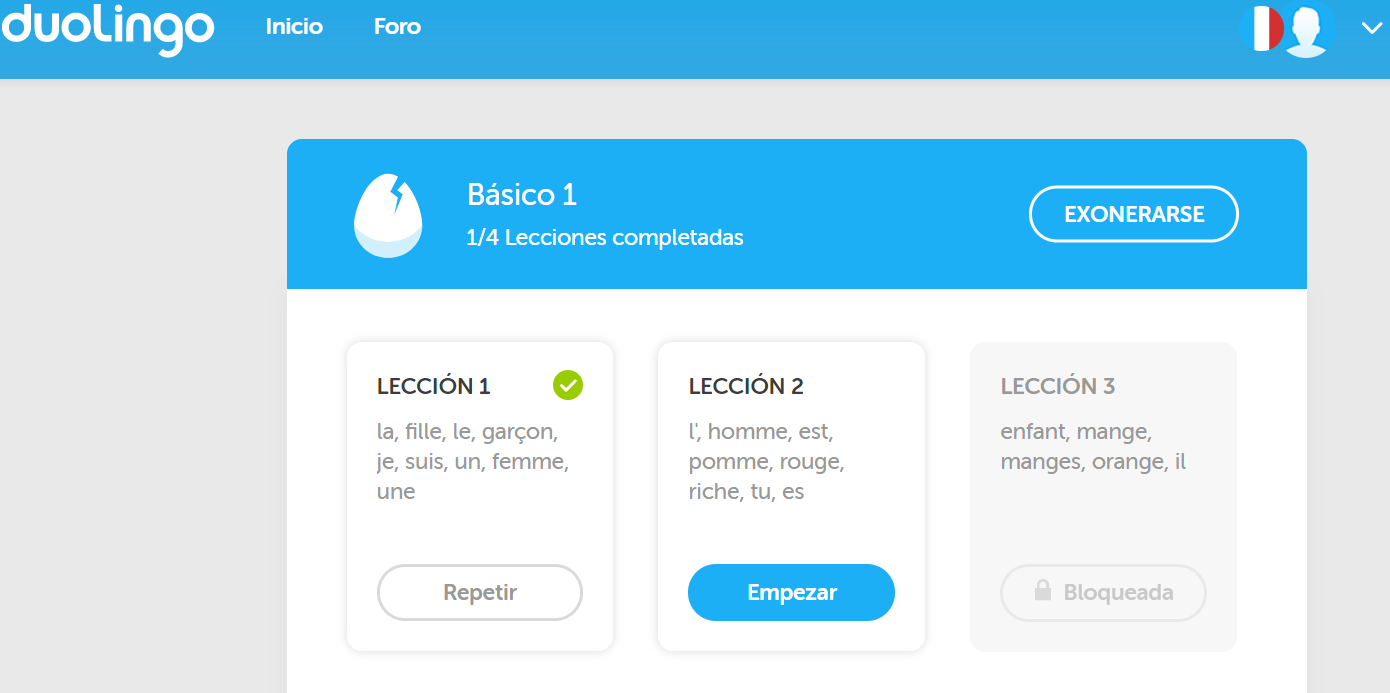 duolingo
Inicio
Foro
Básico 1
1/4 Lecciones completadas
EXONERARSE
LECCIÓN 1
la, fille, le, garçon,
je, suis, un, femme,
une
Repetir
LECCIÓN 2
l', homme, est,
pomme, rouge,
riche, tu, es
Empezar
LECCIÓN 3
enfant, mange,
manges, orange, il
Bloqueada